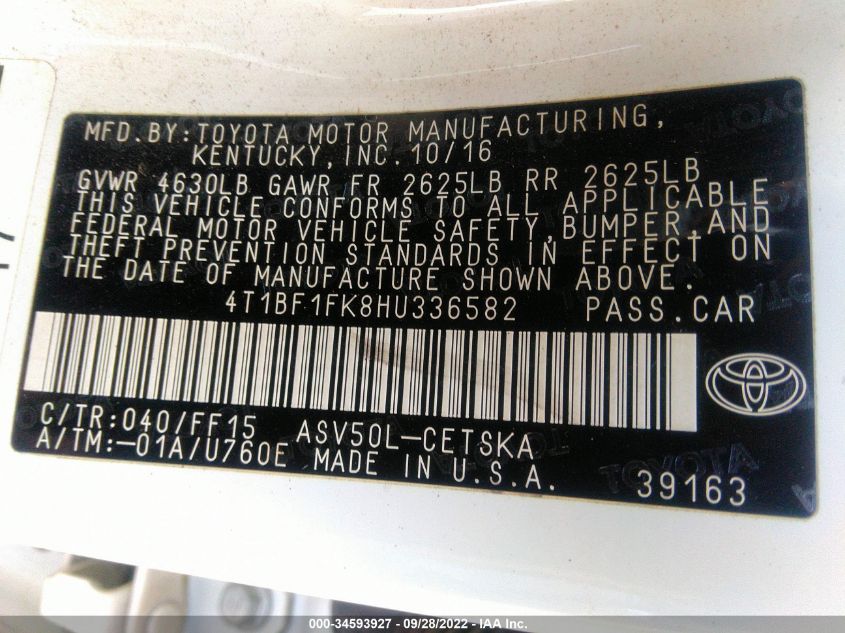 MFD.BY:TOYOTA MOTOR MANUFACTURING,
KENTUCKY,INC.10/16
GVWR 4630LB GAWR FR 2625LB RR 2625LB
THIS VEHICLE CONFORMS TO ALL APPLICABLE
FEDERAL MOTOR VEHICLE SAFETY,BUMPER,AND
THEFT PREVENTION STANDARDS IN EFFECT ON
THE DATE OF MANUFACTURE SHOWN ABOVE.
4T1BF1FK8HU336582 PASS.CAR
C/TR:040/FF15 ASV50L-CETSKA
A/TM:-01A/U760E MADE IN U.S.A.
39163
TOYOTA
000-34593927 - 09/28/2022 - IAA Inc.